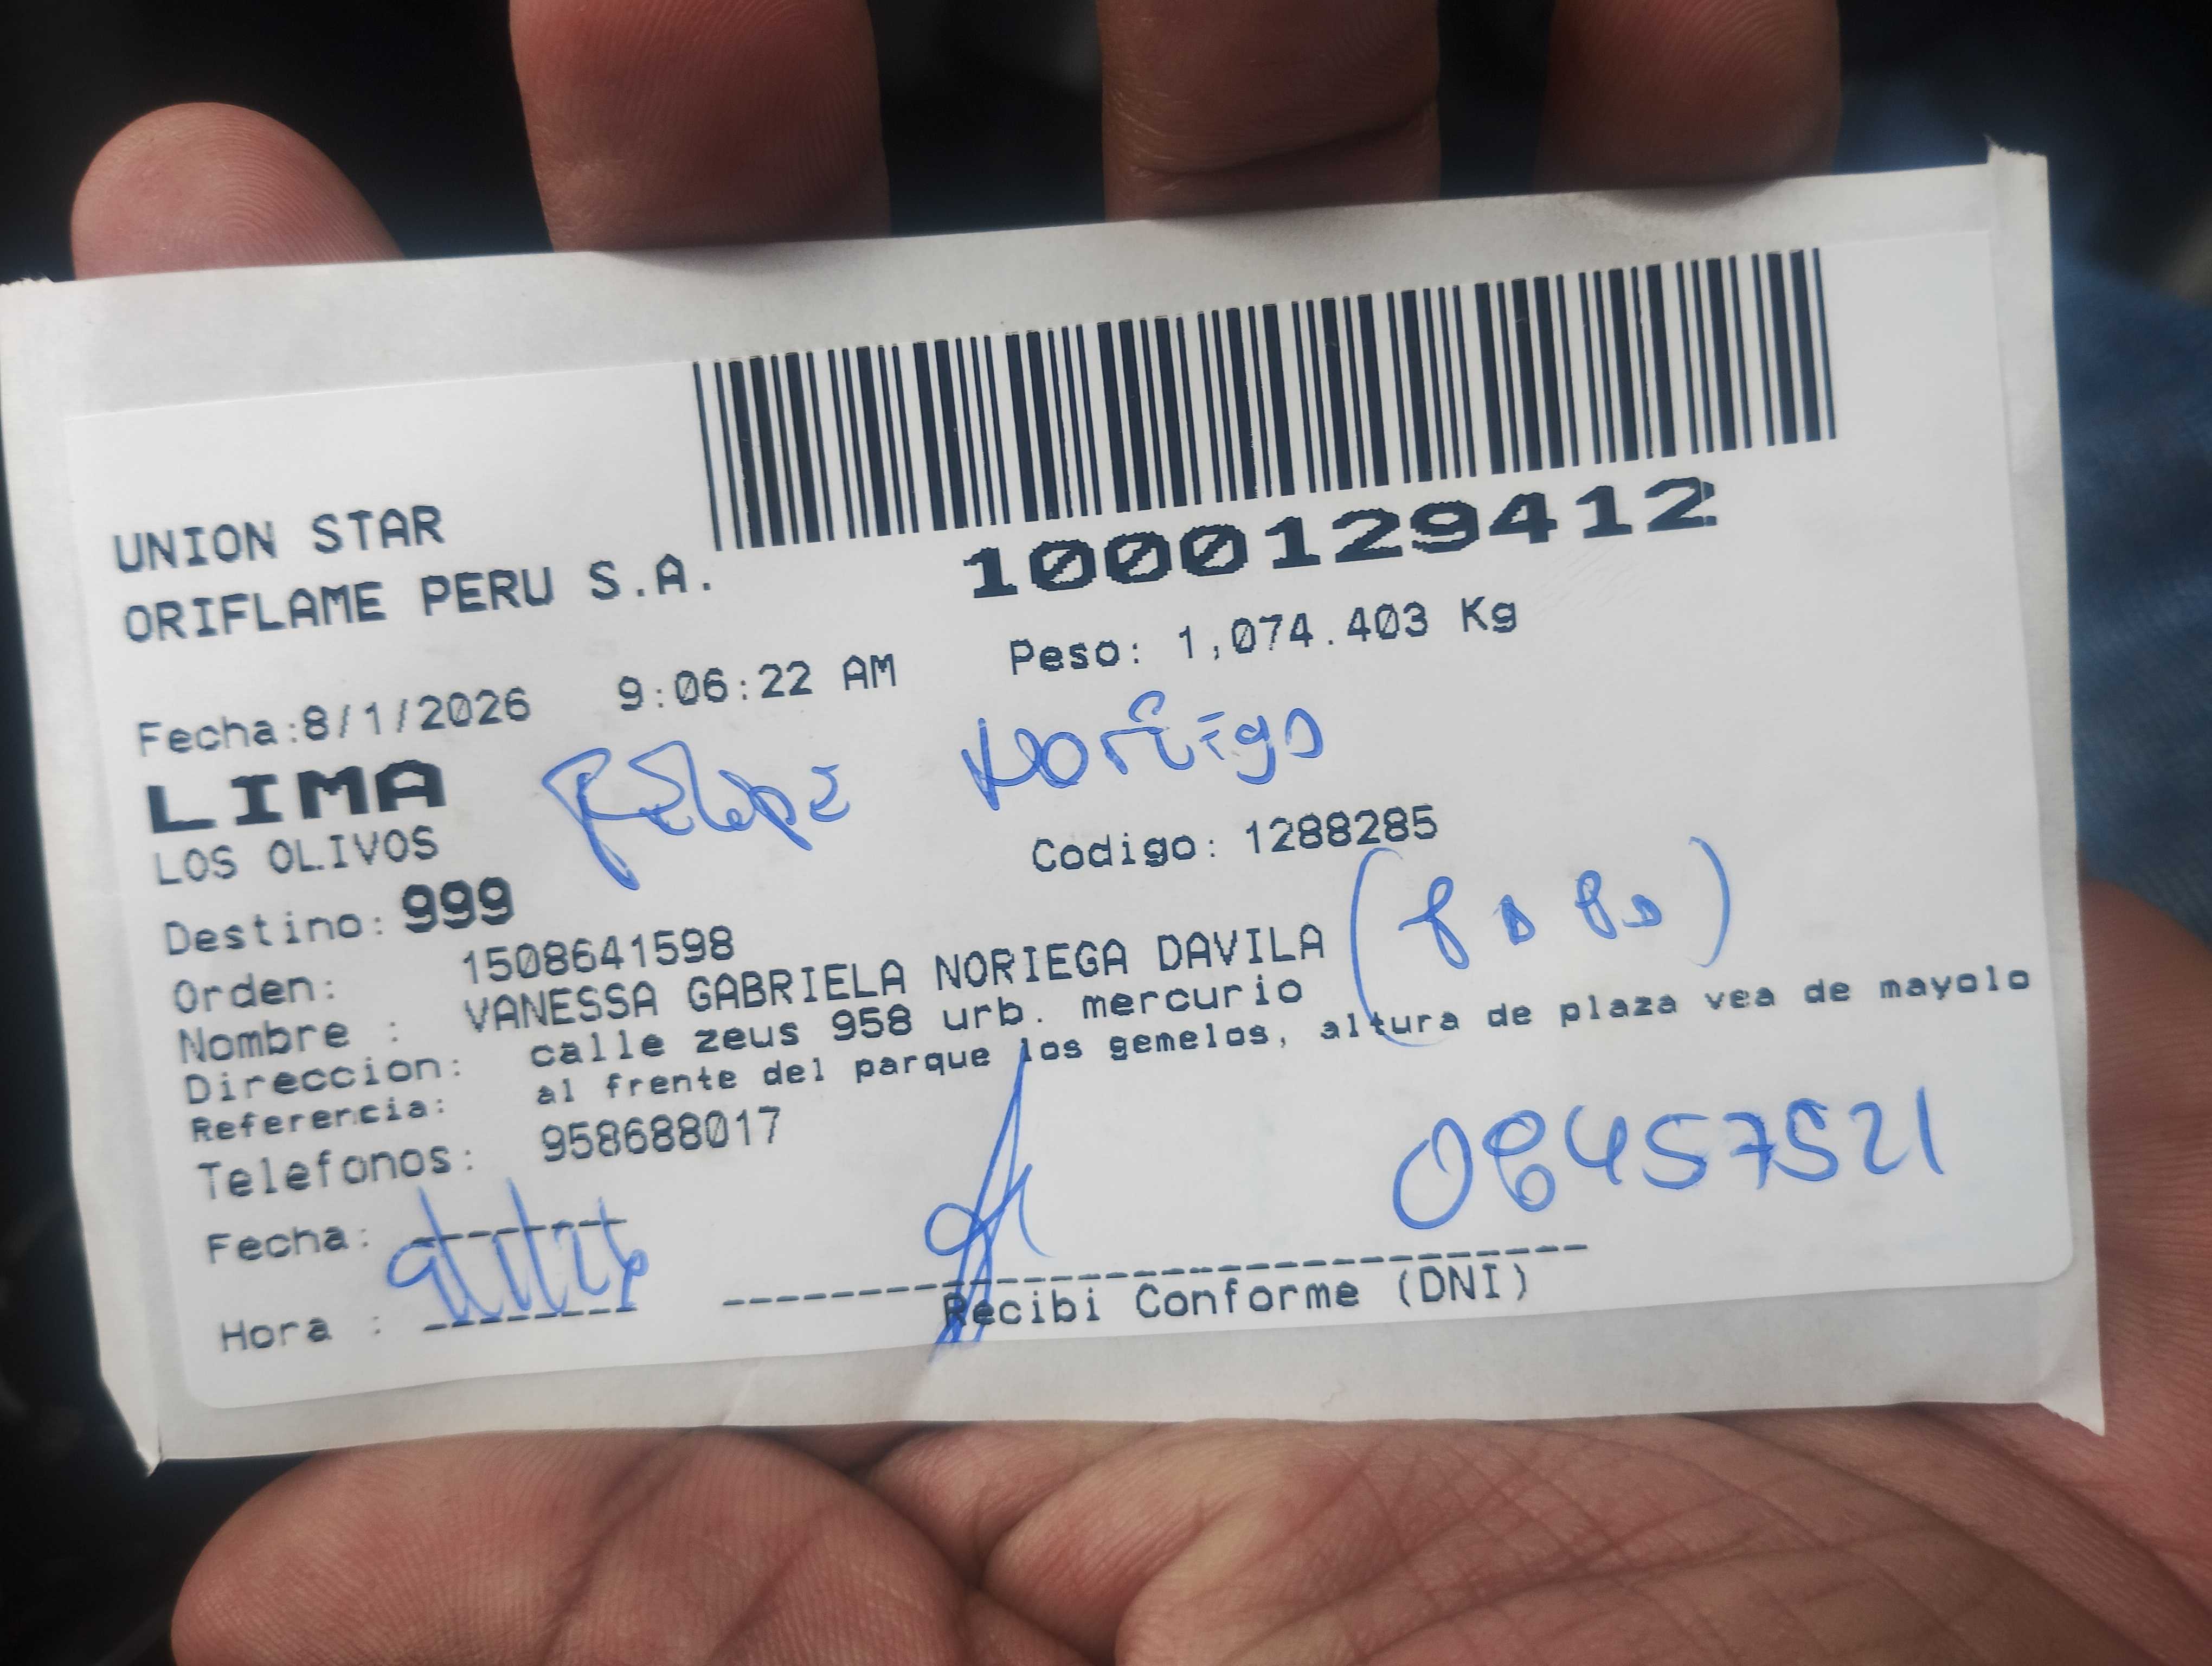 UNION STAR
ORIFLAME PERU S.A.
1000129412
Fecha:8/1/2026 9:06:22 AM Peso: 1,074.403 Kg
LIMA Felipe Noriega
LOS OLIVOS
Codigo: 1288285
Destino: 999
Orden: 1508641598
Nombre : VANESSA GABRIELA NORIEGA DAVILA
Direccion: calle zeus 958 urb. mercurio
Referencia: al frente del parque los gemelos, altura de plaza vea de mayolo
Telefonos: 958688017
Fecha:
06457521
Hora :
Recibi Conforme (DNI)